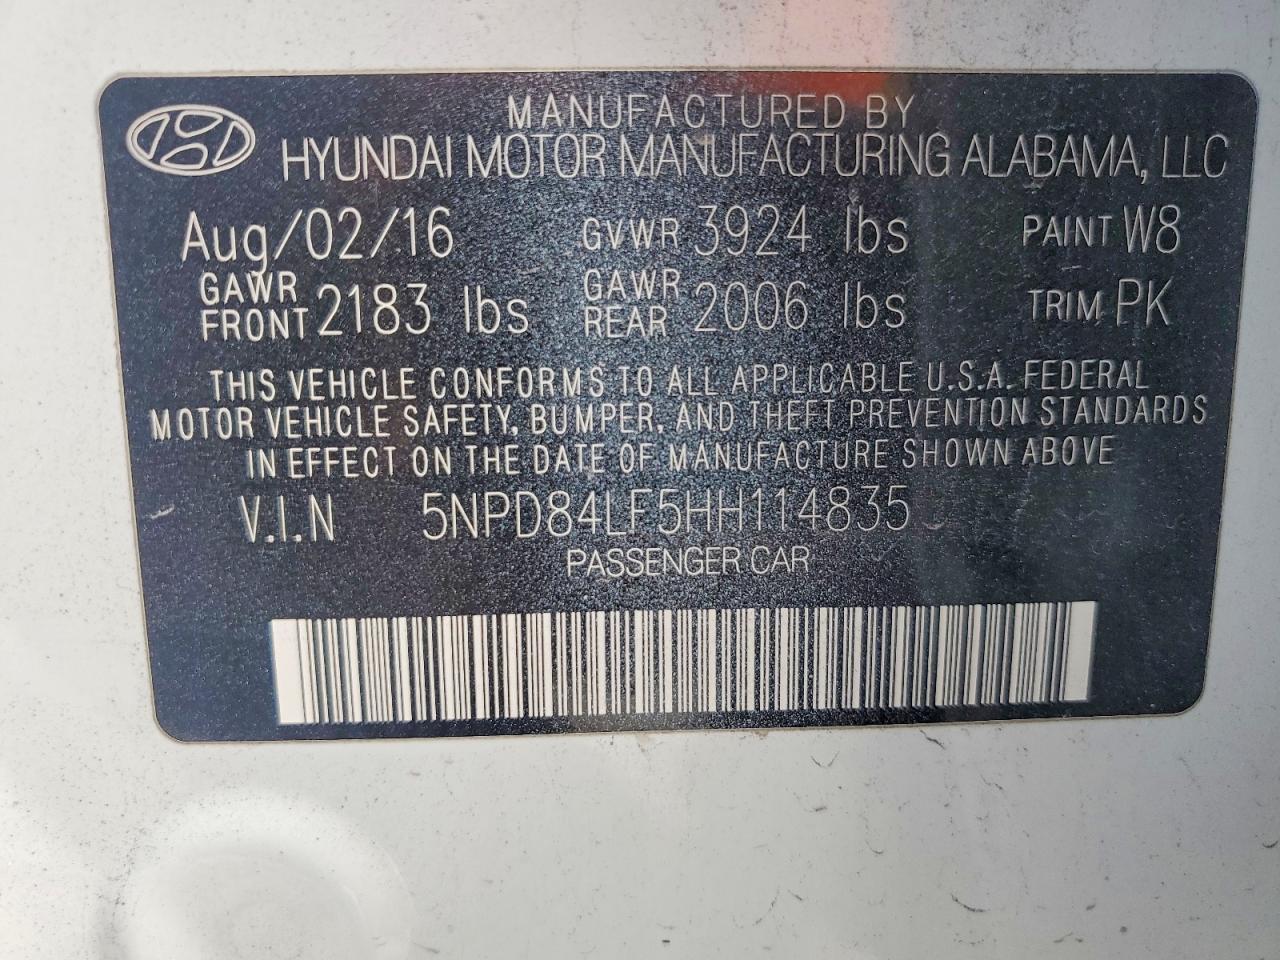 MANUFACTURED BY
HYUNDAI MOTOR MANUFACTURING ALABAMA, LLC
Aug/02/16 GVWR 3924 lbs PAINT W8
GAWR FRONT 2183 lbs GAWR REAR 2006 lbs TRIM PK
THIS VEHICLE CONFORMS TO ALL APPLICABLE U.S.A. FEDERAL
MOTOR VEHICLE SAFETY, BUMPER, AND THEFT PREVENTION STANDARDS
IN EFFECT ON THE DATE OF MANUFACTURE SHOWN ABOVE
V.I.N 5NPD84LF5HH114835
PASSENGER CAR